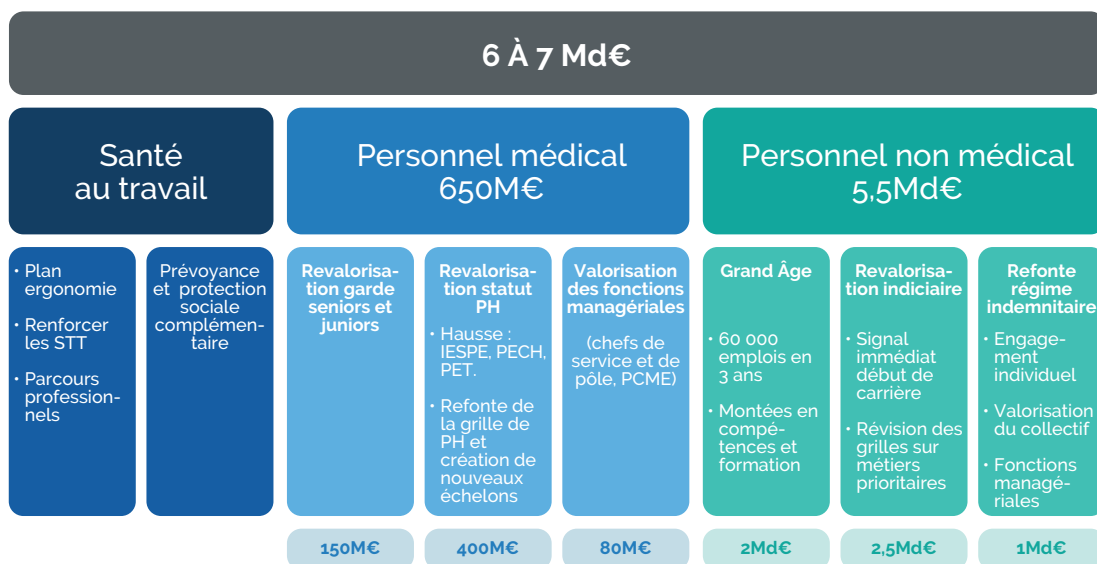 6 À 7 Md€
Santé
au travail
Personnel médical
650M€
Personnel non médical
5,5Md€
• Plan
ergonomie
• Renforcer
les STT
• Parcours
profession-
nels
Prévoyance
et protection
sociale
complémen-
taire
Revalorisa-
tion garde
seniors et
juniors
Revalorisa-
tion statut
PH
• Hausse :
IESPE, PECH,
PET.
• Refonte de
la grille de
PH et
création de
nouveaux
échelons
Valorisation
des fonctions
managériales
(chefs de
service et de
pôle, PCME)
Grand Âge
• 60 000
emplois en
3 ans
• Montées en
compé-
tences et
formation
Revalorisa-
tion indiciaire
• Signal
immédiat
début de
carrière
• Révision des
grilles sur
métiers
prioritaires
Refonte
régime
indemnitaire
• Engage-
ment
individuel
• Valorisation
du collectif
• Fonctions
managé-
riales
150M€
400M€
80M€
2Md€
2,5Md€
1Md€